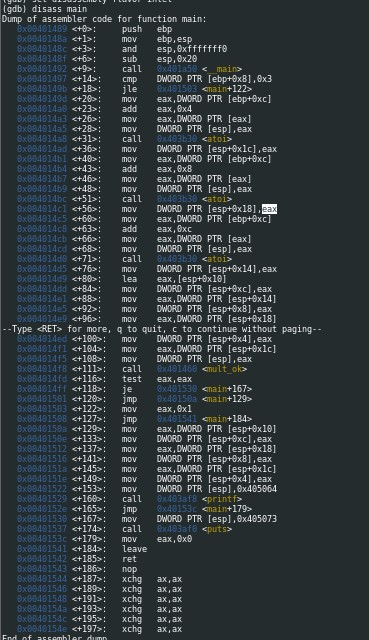 (gdb) set disassembly-flavor intel
(gdb) disass main
Dump of assembler code for function main:
0x00401489 <+0>: push ebp
0x0040148a <+1>: mov ebp,esp
0x0040148c <+3>: and esp,0xfffffff0
0x0040148f <+6>: sub esp,0x20
0x00401492 <+9>: call 0x401a50 <__main>
0x00401497 <+14>: cmp DWORD PTR [ebp+0x8],0x3
0x0040149b <+18>: jle 0x401503 <main+122>
0x0040149d <+20>: mov eax,DWORD PTR [ebp+0xc]
0x004014a0 <+23>: add eax,0x4
0x004014a3 <+26>: mov eax,DWORD PTR [eax]
0x004014a5 <+28>: mov DWORD PTR [esp],eax
0x004014a8 <+31>: call 0x403b30 <atoi>
0x004014ad <+36>: mov DWORD PTR [esp+0x1c],eax
0x004014b1 <+40>: mov eax,DWORD PTR [ebp+0xc]
0x004014b4 <+43>: add eax,0x8
0x004014b7 <+46>: mov eax,DWORD PTR [eax]
0x004014b9 <+48>: mov DWORD PTR [esp],eax
0x004014bc <+51>: call 0x403b30 <atoi>
0x004014c1 <+56>: mov DWORD PTR [esp+0x18],eax
0x004014c5 <+60>: mov eax,DWORD PTR [ebp+0xc]
0x004014c8 <+63>: add eax,0xc
0x004014cb <+66>: mov eax,DWORD PTR [eax]
0x004014cd <+68>: mov DWORD PTR [esp],eax
0x004014d0 <+71>: call 0x403b30 <atoi>
0x004014d5 <+76>: mov DWORD PTR [esp+0x14],eax
0x004014d9 <+80>: lea eax,[esp+0x10]
0x004014dd <+84>: mov DWORD PTR [esp+0xc],eax
0x004014e1 <+88>: mov eax,DWORD PTR [esp+0x14]
0x004014e5 <+92>: mov DWORD PTR [esp+0x8],eax
0x004014e9 <+96>: mov eax,DWORD PTR [esp+0x18]
--Type <RET> for more, q to quit, c to continue without paging--
0x004014ed <+100>: mov DWORD PTR [esp+0x4],eax
0x004014f1 <+104>: mov eax,DWORD PTR [esp+0x1c]
0x004014f5 <+108>: mov DWORD PTR [esp],eax
0x004014f8 <+111>: call 0x401460 <mult_ok>
0x004014fd <+116>: test eax,eax
0x004014ff <+118>: je 0x401530 <main+167>
0x00401501 <+120>: jmp 0x40150a <main+129>
0x00401503 <+122>: mov eax,0x1
0x00401508 <+127>: jmp 0x401541 <main+184>
0x0040150a <+129>: mov eax,DWORD PTR [esp+0x10]
0x0040150e <+133>: mov DWORD PTR [esp+0xc],eax
0x00401512 <+137>: mov eax,DWORD PTR [esp+0x18]
0x00401516 <+141>: mov DWORD PTR [esp+0x8],eax
0x0040151a <+145>: mov eax,DWORD PTR [esp+0x1c]
0x0040151e <+149>: mov DWORD PTR [esp+0x4],eax
0x00401522 <+153>: mov DWORD PTR [esp],0x405064
0x00401529 <+160>: call 0x403af8 <printf>
0x0040152e <+165>: jmp 0x40153c <main+179>
0x00401530 <+167>: mov DWORD PTR [esp],0x405073
0x00401537 <+174>: call 0x403af0 <puts>
0x0040153c <+179>: mov eax,0x0
0x00401541 <+184>: leave
0x00401542 <+185>: ret
0x00401543 <+186>: nop
0x00401544 <+187>: xchg ax,ax
0x00401546 <+189>: xchg ax,ax
0x00401548 <+191>: xchg ax,ax
0x0040154a <+193>: xchg ax,ax
0x0040154c <+195>: xchg ax,ax
0x0040154e <+197>: xchg ax,ax
End of assembler dump.